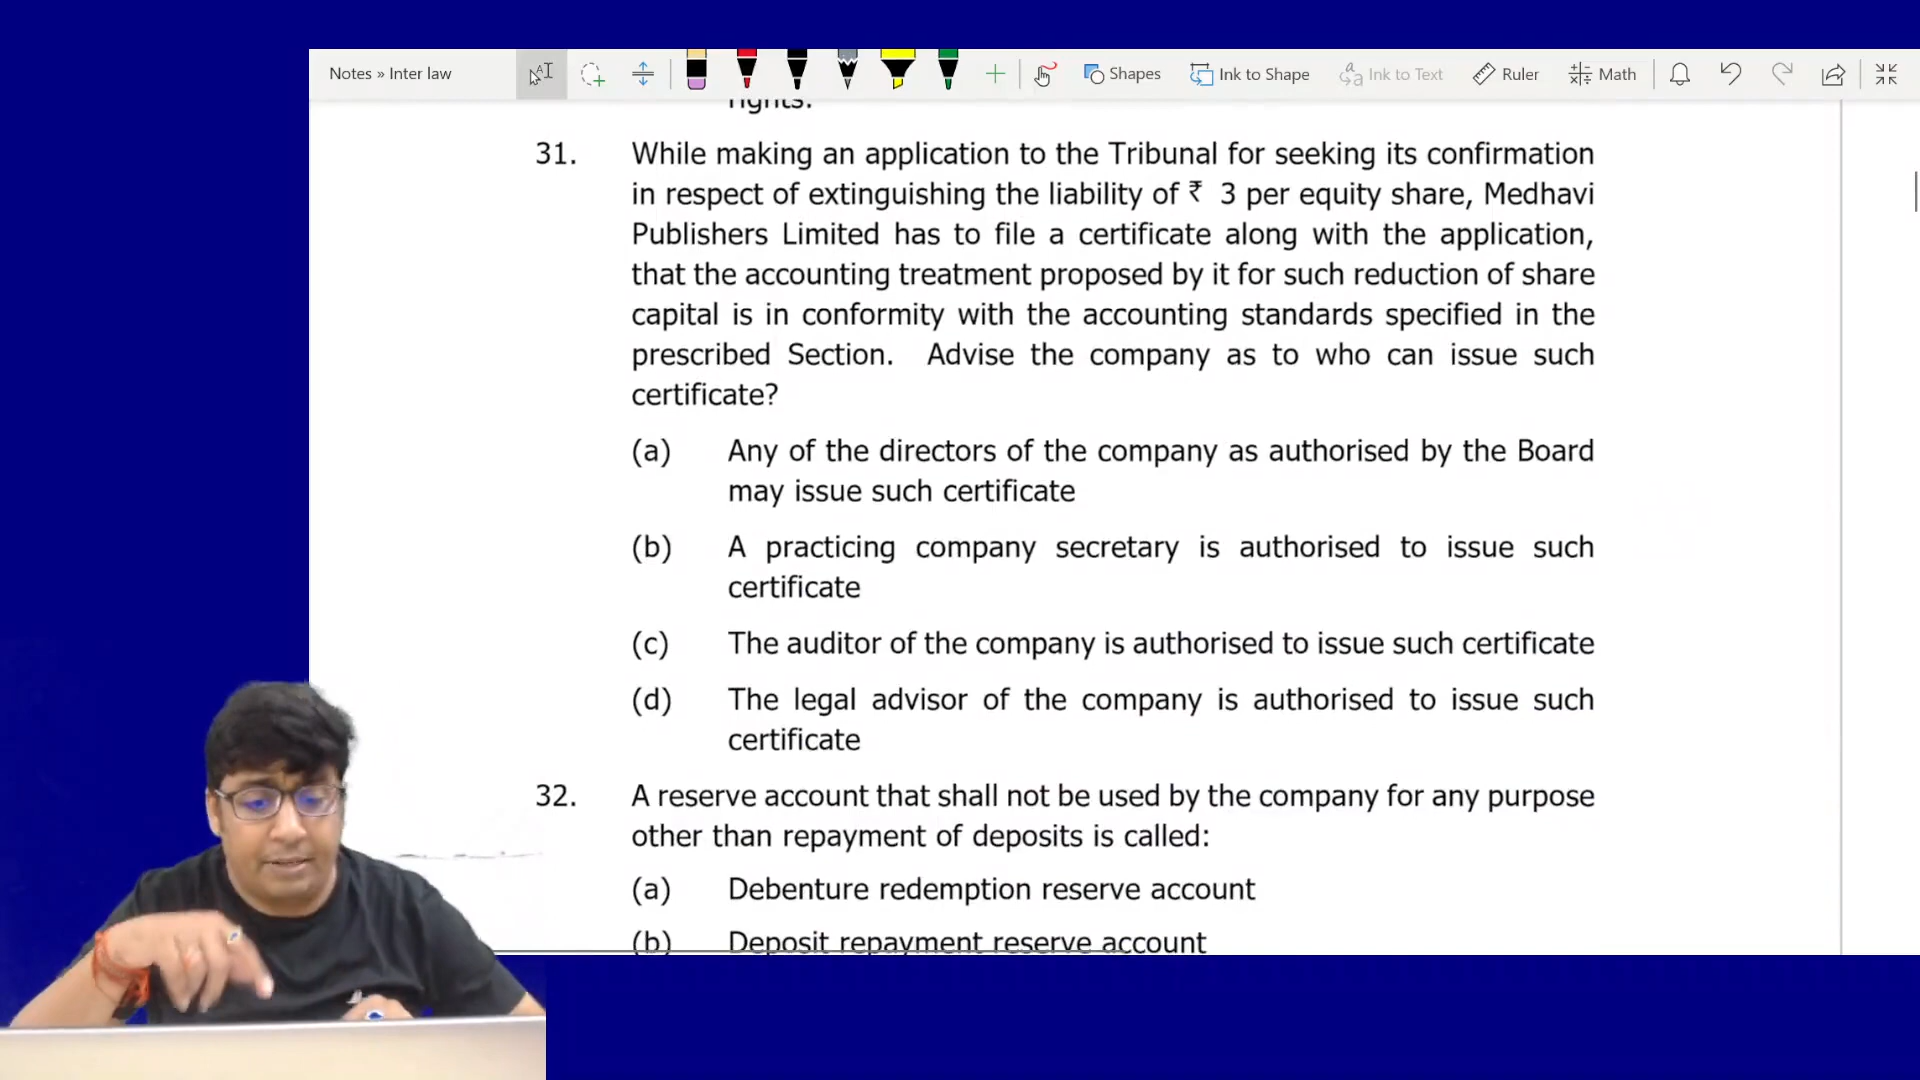 Notes » Inter law
Shapes
Ink to Shape
Ink to Text
Ruler
Math
rights.
31. While making an application to the Tribunal for seeking its confirmation
in respect of extinguishing the liability of ₹ 3 per equity share, Medhavi
Publishers Limited has to file a certificate along with the application,
that the accounting treatment proposed by it for such reduction of share
capital is in conformity with the accounting standards specified in the
prescribed Section. Advise the company as to who can issue such
certificate?
(a) Any of the directors of the company as authorised by the Board
may issue such certificate
(b) A practicing company secretary is authorised to issue such
certificate
(c) The auditor of the company is authorised to issue such certificate
(d) The legal advisor of the company is authorised to issue such
certificate
32. A reserve account that shall not be used by the company for any purpose
other than repayment of deposits is called:
(a) Debenture redemption reserve account
(b) Deposit repayment reserve account